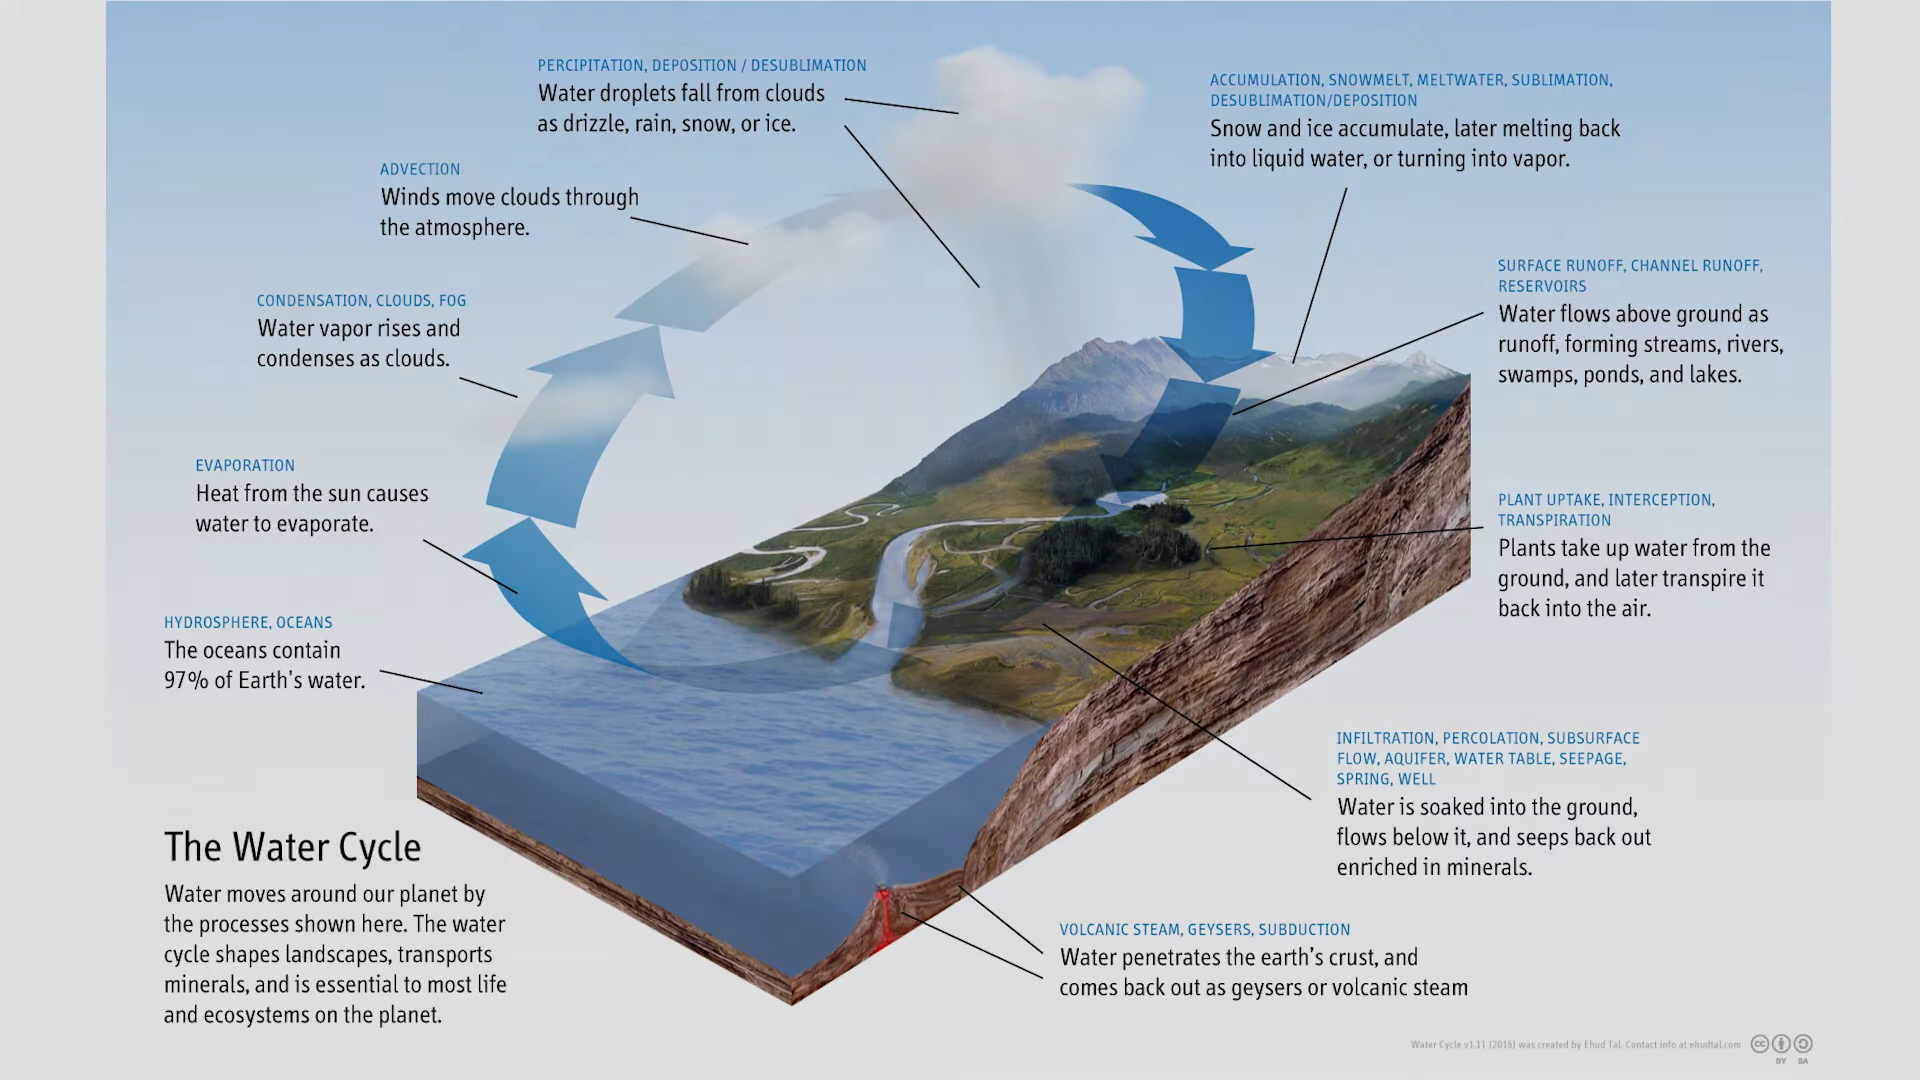 PERCIPITATION, DEPOSITION / DESUBLIMATION
Water droplets fall from clouds
as drizzle, rain, snow, or ice.
ACCUMULATION, SNOWMELT, MELTWATER, SUBLIMATION,
DESUBLIMATION/DEPOSITION
Snow and ice accumulate, later melting back
into liquid water, or turning into vapor.
ADVECTION
Winds move clouds through
the atmosphere.
SURFACE RUNOFF, CHANNEL RUNOFF,
RESERVOIRS
Water flows above ground as
runoff, forming streams, rivers,
swamps, ponds, and lakes.
CONDENSATION, CLOUDS, FOG
Water vapor rises and
condenses as clouds.
EVAPORATION
Heat from the sun causes
water to evaporate.
PLANT UPTAKE, INTERCEPTION,
TRANSPIRATION
Plants take up water from the
ground, and later transpire it
back into the air.
HYDROSPHERE, OCEANS
The oceans contain
97% of Earth's water.
INFILTRATION, PERCOLATION, SUBSURFACE
FLOW, AQUIFER, WATER TABLE, SEEPAGE,
SPRING, WELL
Water is soaked into the ground,
flows below it, and seeps back out
enriched in minerals.
The Water Cycle
Water moves around our planet by
the processes shown here. The water
cycle shapes landscapes, transports
minerals, and is essential to most life
and ecosystems on the planet.
VOLCANIC STEAM, GEYSERS, SUBDUCTION
Water penetrates the earth’s crust, and
comes back out as geysers or volcanic steam
Water Cycle v1.11 (2016) was created by Ehud Tal. Contact info at ehudtal.com
CC BY SA